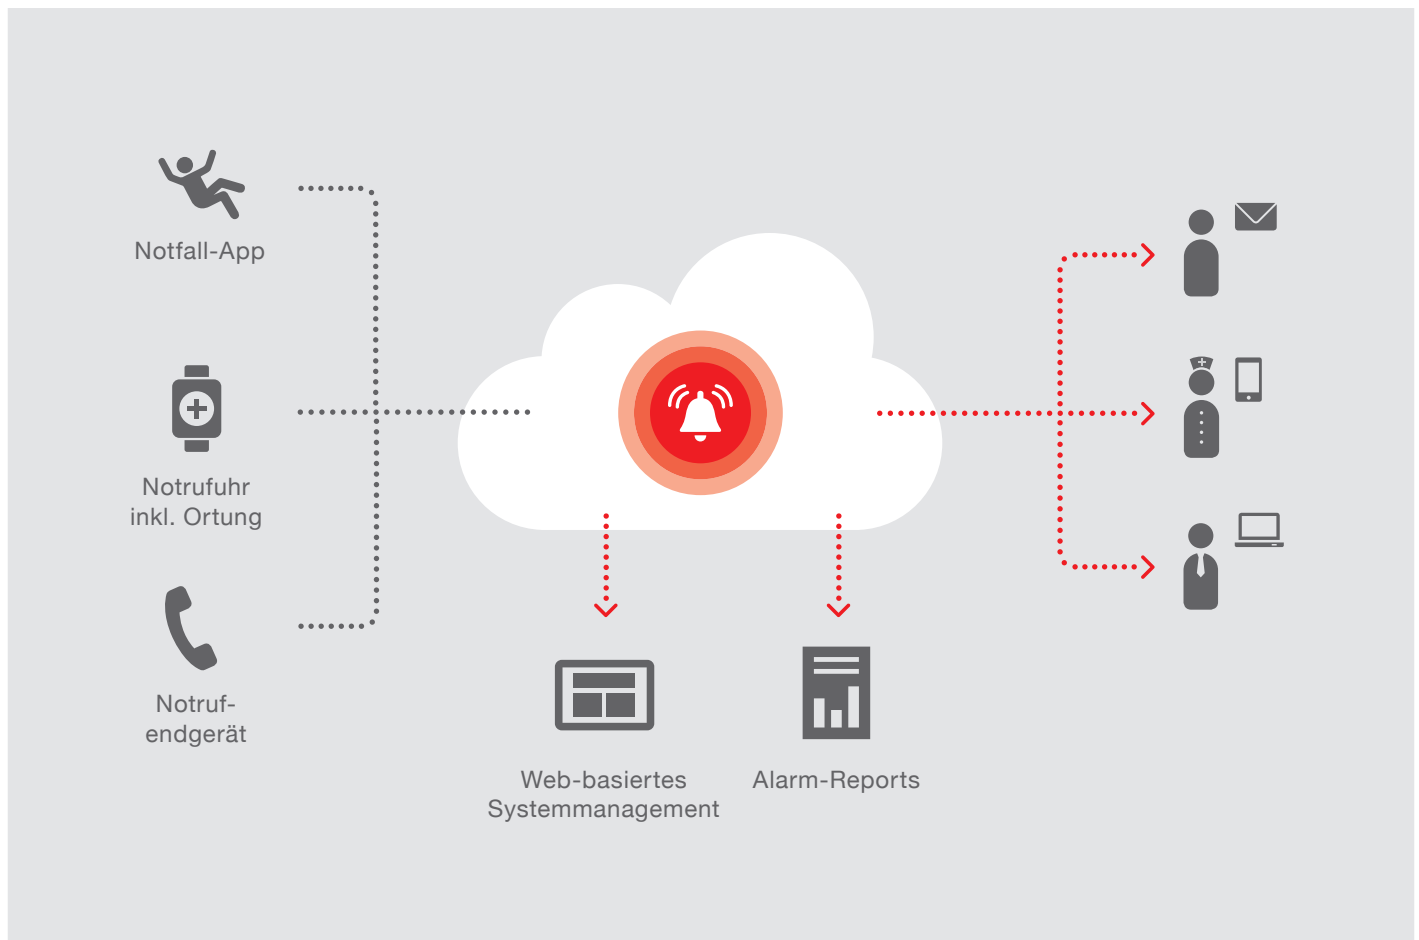 Notfall-App
Notrufuhr
inkl. Ortung
Notruf-
endgerät
Web-basiertes
Systemmanagement
Alarm-Reports